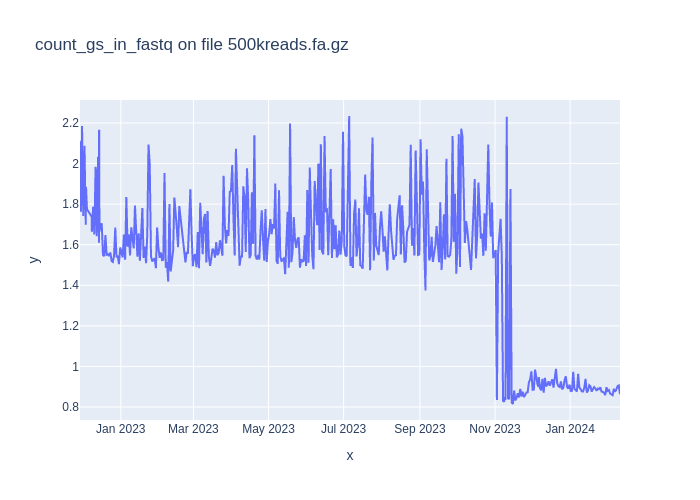 count_gs_in_fastq on file 500kreads.fa.gz
2.2
2
1.8
1.6
1.4
1.2
1
0.8
y
Jan 2023 Mar 2023 May 2023 Jul 2023 Sep 2023 Nov 2023 Jan 2024
x